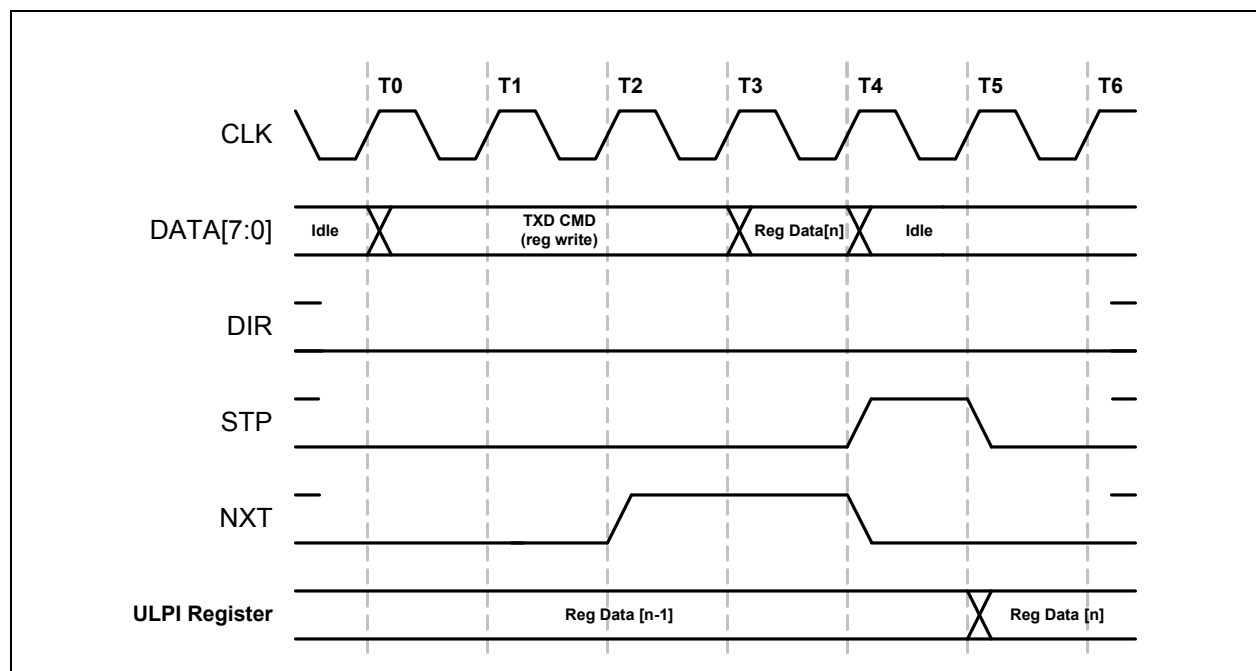 T0 T1 T2 T3 T4 T5 T6
CLK
DATA[7:0] Idle TXD CMD Reg Data[n] Idle
(reg write)
DIR
STP
NXT
ULPI Register Reg Data [n-1] Reg Data [n]